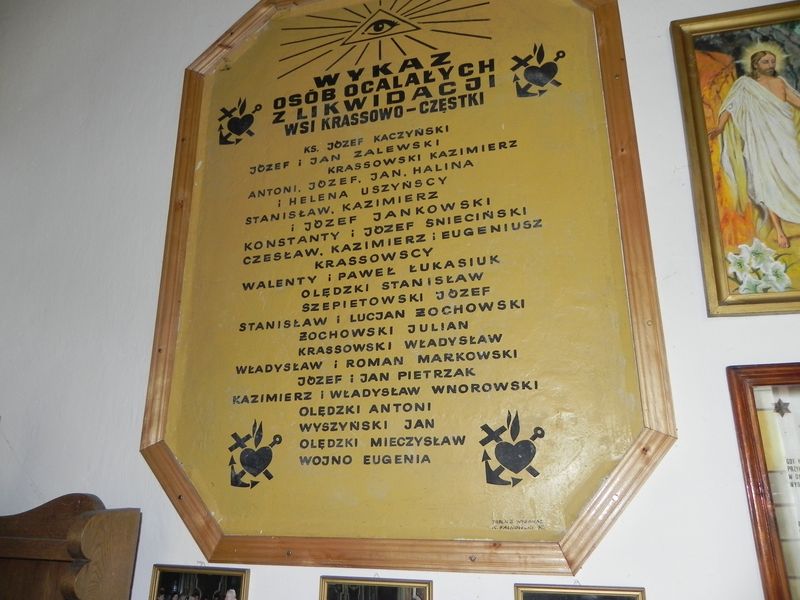 WYKAZ
OSÓB OCALAŁYCH
Z LIKWIDACJI
WSI KRASSOWO-CZĘSTKI
KS. JÓZEF KACZYŃSKI
JÓZEF i JAN ZALEWSKI
KRASSOWSKI KAZIMIERZ
ANTONI, JÓZEF, JAN, HALINA
i HELENA USZYŃSCY
STANISŁAW, KAZIMIERZ
i JÓZEF JANKOWSKI
KONSTANTY i JÓZEF ŚNIECIŃSKI
CZESŁAW, KAZIMIERZ i EUGENIUSZ
KRASSOWSCY
WALENTY i PAWEŁ ŁUKASIUK
OLĘDZKI STANISŁAW
SZEPIETOWSKI JÓZEF
STANISŁAW i LUCJAN ŻOCHOWSKI
ŻOCHOWSKI JULIAN
KRASSOWSKI WŁADYSŁAW
WŁADYSŁAW i ROMAN MARKOWSKI
JÓZEF i JAN PIETRZAK
KAZIMIERZ i WŁADYSŁAW WNOROWSKI
OLĘDZKI ANTONI
WYSZYŃSKI JAN
OLĘDZKI MIECZYSŁAW
WOJNO EUGENIA